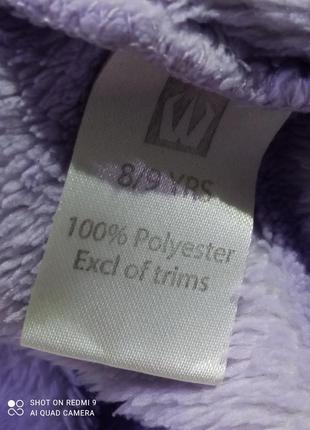 8/9 YRS
100% Polyester
Excl of trims
SHOT ON REDMI 9
AI QUAD CAMERA